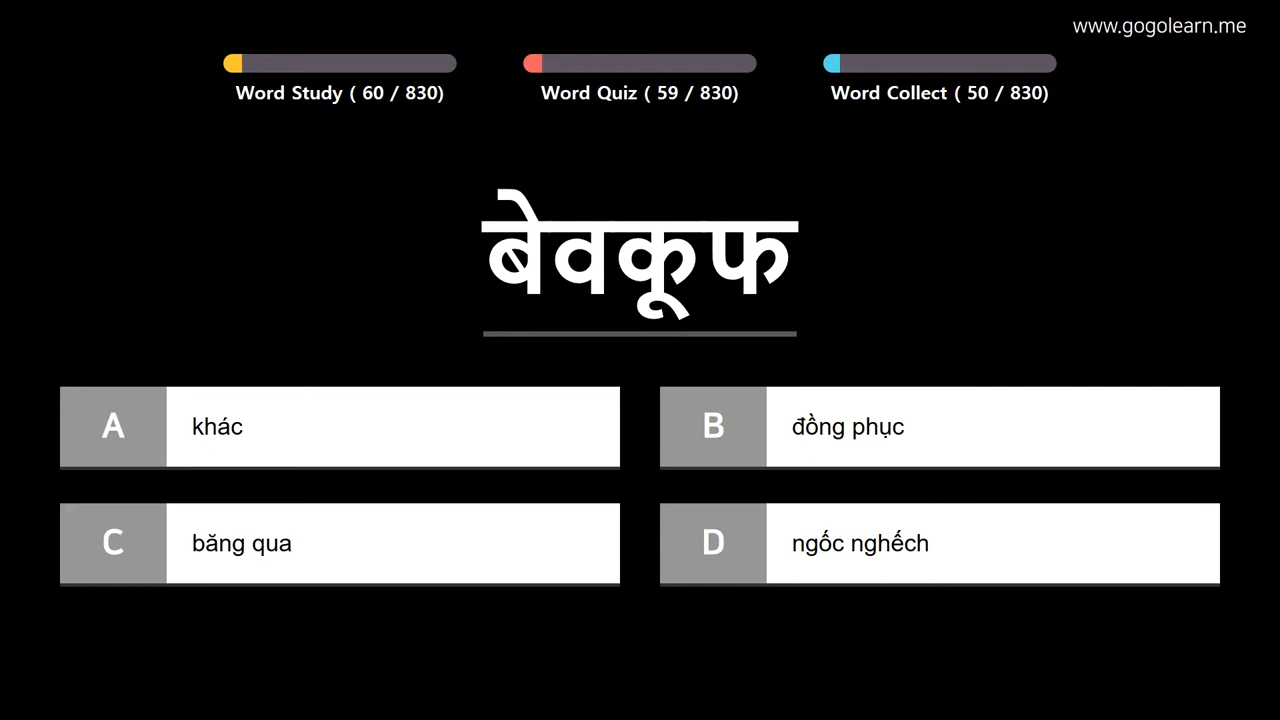 www.gogolearn.me
Word Study ( 60 / 830)
Word Quiz ( 59 / 830)
Word Collect ( 50 / 830)
बेवकूफ
A khác
B đồng phục
C băng qua
D ngốc nghếch